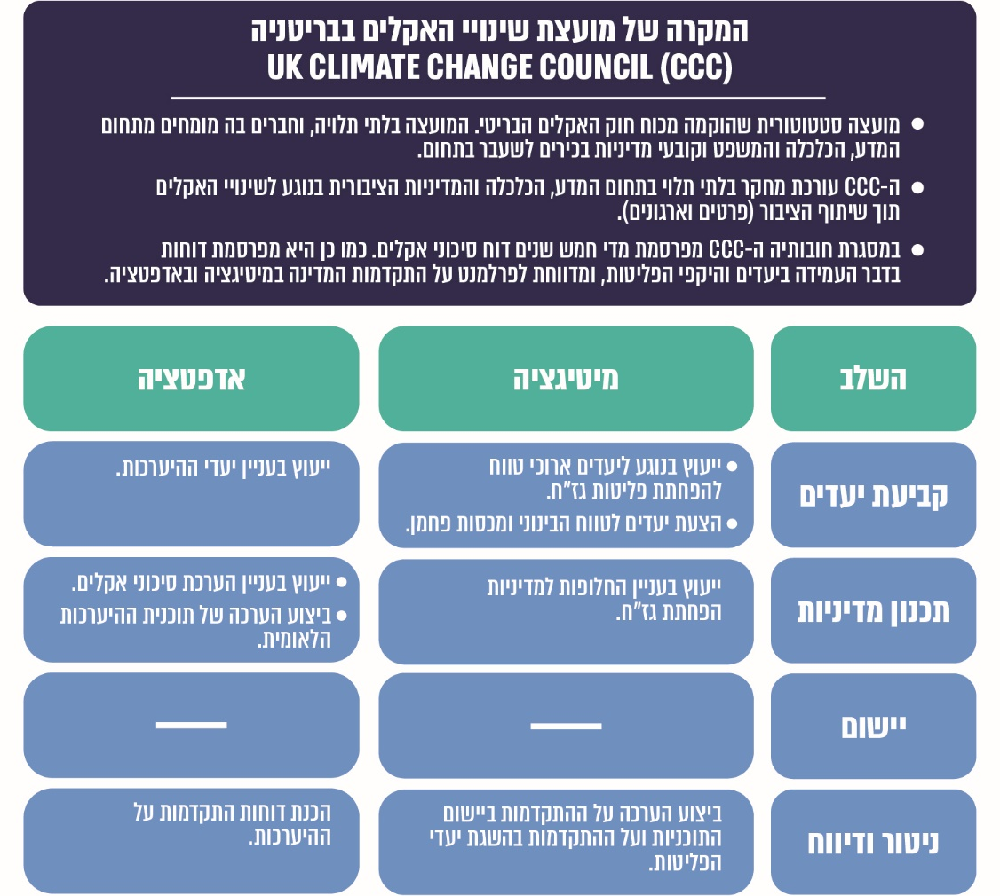 המקרה של מועצת שינויי האקלים בבריטניה
UK CLIMATE CHANGE COUNCIL (CCC)
• מועצה סטטוטורית שהוקמה מכוח חוק האקלים הבריטי. המועצה בלתי תלויה, וחברים בה מומחים מתחום
המדע, הכלכלה והמשפט וקובעי מדיניות בכירים לשעבר בתחום.
• ה-CCC עורכת מחקר בלתי תלוי בתחום המדע, הכלכלה והמדיניות הציבורית בנוגע לשינויי האקלים
תוך שיתוף הציבור (פרטים וארגונים).
• במסגרת חובותיה ה-CCC מפרסמת מדי חמש שנים דוח סיכוני אקלים. כמו כן היא מפרסמת דוחות
בדבר העמידה ביעדים והיקפי הפליטות, ומדווחת לפרלמנט על התקדמות המדינה במיטיגציה ובאדפטציה.
השלב
מיטיגציה
אדפטציה
קביעת יעדים
• ייעוץ בנוגע ליעדים ארוכי טווח
להפחתת פליטות גז"ח.
• הצעת יעדים לטווח הבינוני ומכסות פחמן.
ייעוץ בעניין יעדי ההיערכות.
תכנון מדיניות
ייעוץ בעניין החלופות למדיניות
הפחתת גז"ח.
• ייעוץ בעניין הערכת סיכוני אקלים.
• ביצוע הערכה של תוכנית ההיערכות
הלאומית.
יישום
—
—
ניטור ודיווח
ביצוע הערכה על ההתקדמות ביישום
התוכניות ועל ההתקדמות בהשגת יעדי
הפליטות.
הכנת דוחות התקדמות על
ההיערכות.